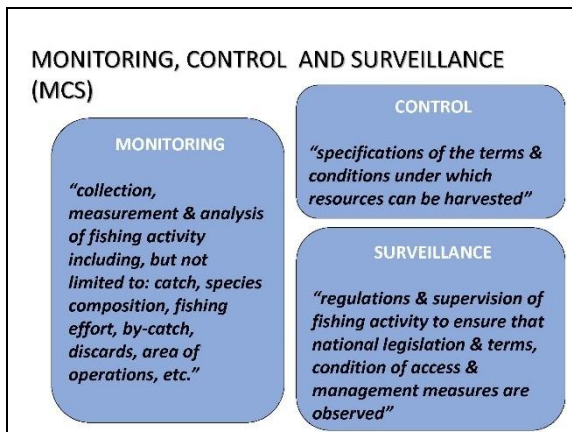 MONITORING, CONTROL AND SURVEILLANCE
(MCS)
MONITORING
“collection,
measurement & analysis
of fishing activity
including, but not
limited to: catch, species
composition, fishing
effort, by-catch,
discards, area of
operations, etc.”
CONTROL
“specifications of the terms &
conditions under which
resources can be harvested”
SURVEILLANCE
“regulations & supervision of
fishing activity to ensure that
national legislation & terms,
condition of access &
management measures are
observed”